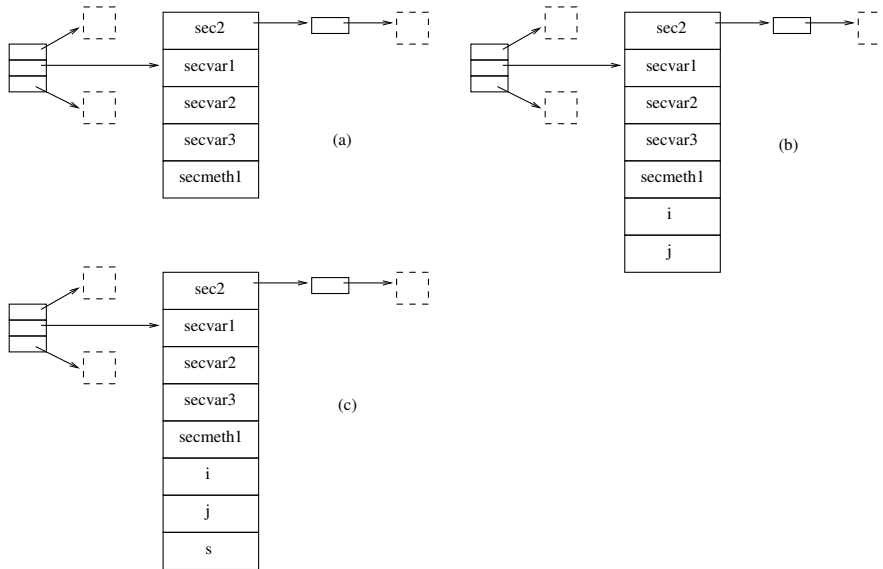 sec2
secvar1
secvar2
secvar3
secmeth1
(a)
sec2
secvar1
secvar2
secvar3
secmeth1
i
j
(b)
sec2
secvar1
secvar2
secvar3
secmeth1
i
j
s
(c)